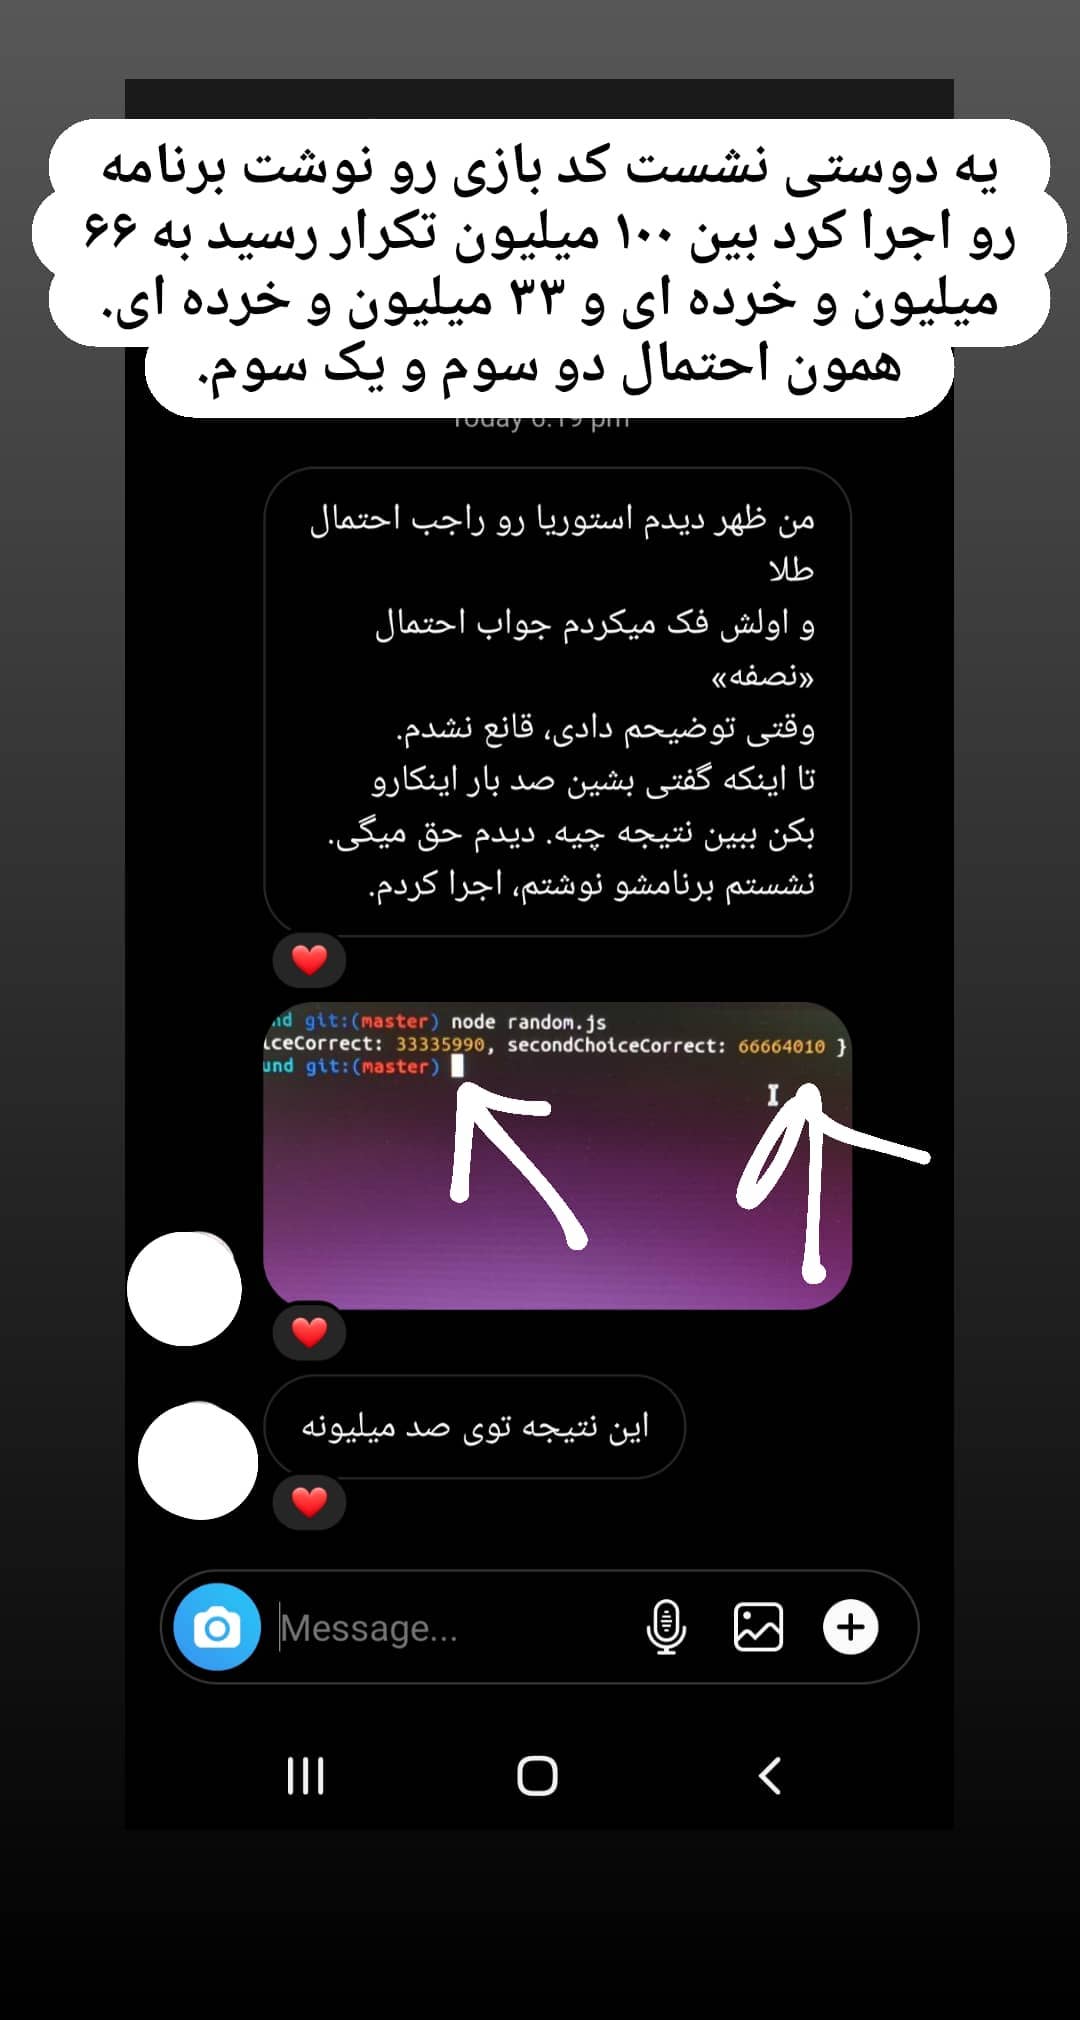 یه دوستی نشست کد بازی رو نوشت برنامه
رو اجرا کرد بین ۱۰۰ میلیون تکرار رسید به ۶۶
میلیون و خرده ای و ۳۳ میلیون و خرده ای.
همون احتمال دو سوم و یک سوم.
Today 6:19 pm
من ظهر دیدم استوریا رو راجب احتمال
طلا
و اولش فک میکردم جواب احتمال
«نصفه»
وقتی توضیحم دادی، قانع نشدم.
تا اینکه گفتی بشین صد بار اینکارو
بکن ببین نتیجه چیه. دیدم حق میگی.
نشستم برنامشو نوشتم، اجرا کردم.
nd git:(master) node random.js
iceCorrect: 33335990, secondChoiceCorrect: 66664010 }
und git:(master)
این نتیجه توی صد میلیونه
Message...